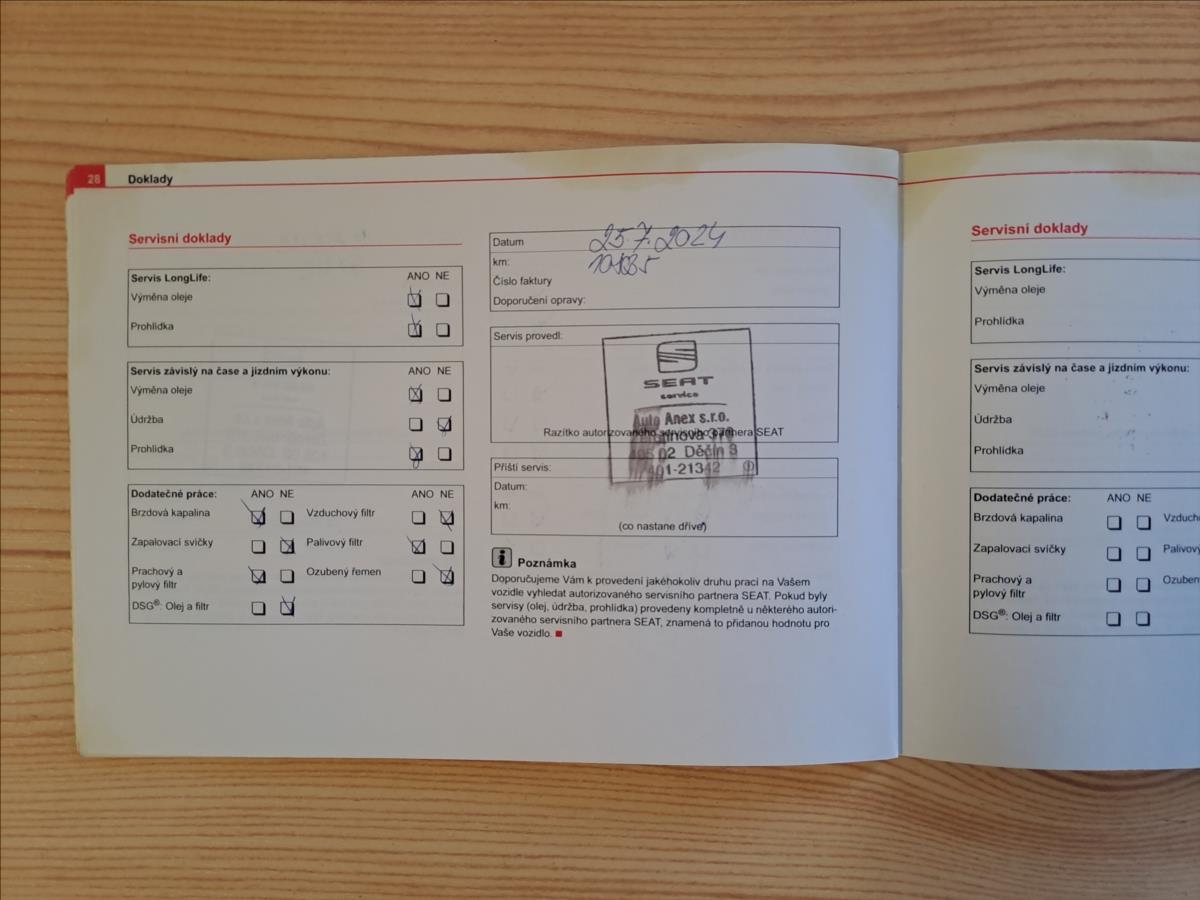 28 Doklady
Servisní doklady
Servis LongLife: ANO NE
Výměna oleje
Prohlídka
Servis závislý na čase a jízdním výkonu: ANO NE
Výměna oleje
Údržba
Prohlídka
Dodatečné práce: ANO NE ANO NE
Brzdová kapalina Vzduchový filtr
Zapalovací svíčky Palivový filtr
Prachový a
pylový filtr Ozubený řemen
DSG®: Olej a filtr
Datum 25.7.2024
km:
Číslo faktury
Doporučení opravy:
Servis provedl:
SEAT
service
Auto Anex s.r.o.
Razítko autorizovaného servisního partnera SEAT
405 02 Děčín
Příští servis:
Datum:
km:
(co nastane dříve)
i Poznámka
Doporučujeme Vám k provedení jakéhokoliv druhu prací na Vašem
vozidle vyhledat autorizovaného servisního partnera SEAT. Pokud byly
servisy (olej, údržba, prohlídka) provedeny kompletně u některého autori-
zovaného servisního partnera SEAT, znamená to přidanou hodnotu pro
Vaše vozidlo.
Servisní doklady
Servis LongLife:
Výměna oleje
Prohlídka
Servis závislý na čase a jízdním výkonu:
Výměna oleje
Údržba
Prohlídka
Dodatečné práce: ANO NE
Brzdová kapalina Vzduc
Zapalovací svíčky Palivov
Prachový a
pylový filtr Ozuben
DSG®: Olej a filtr